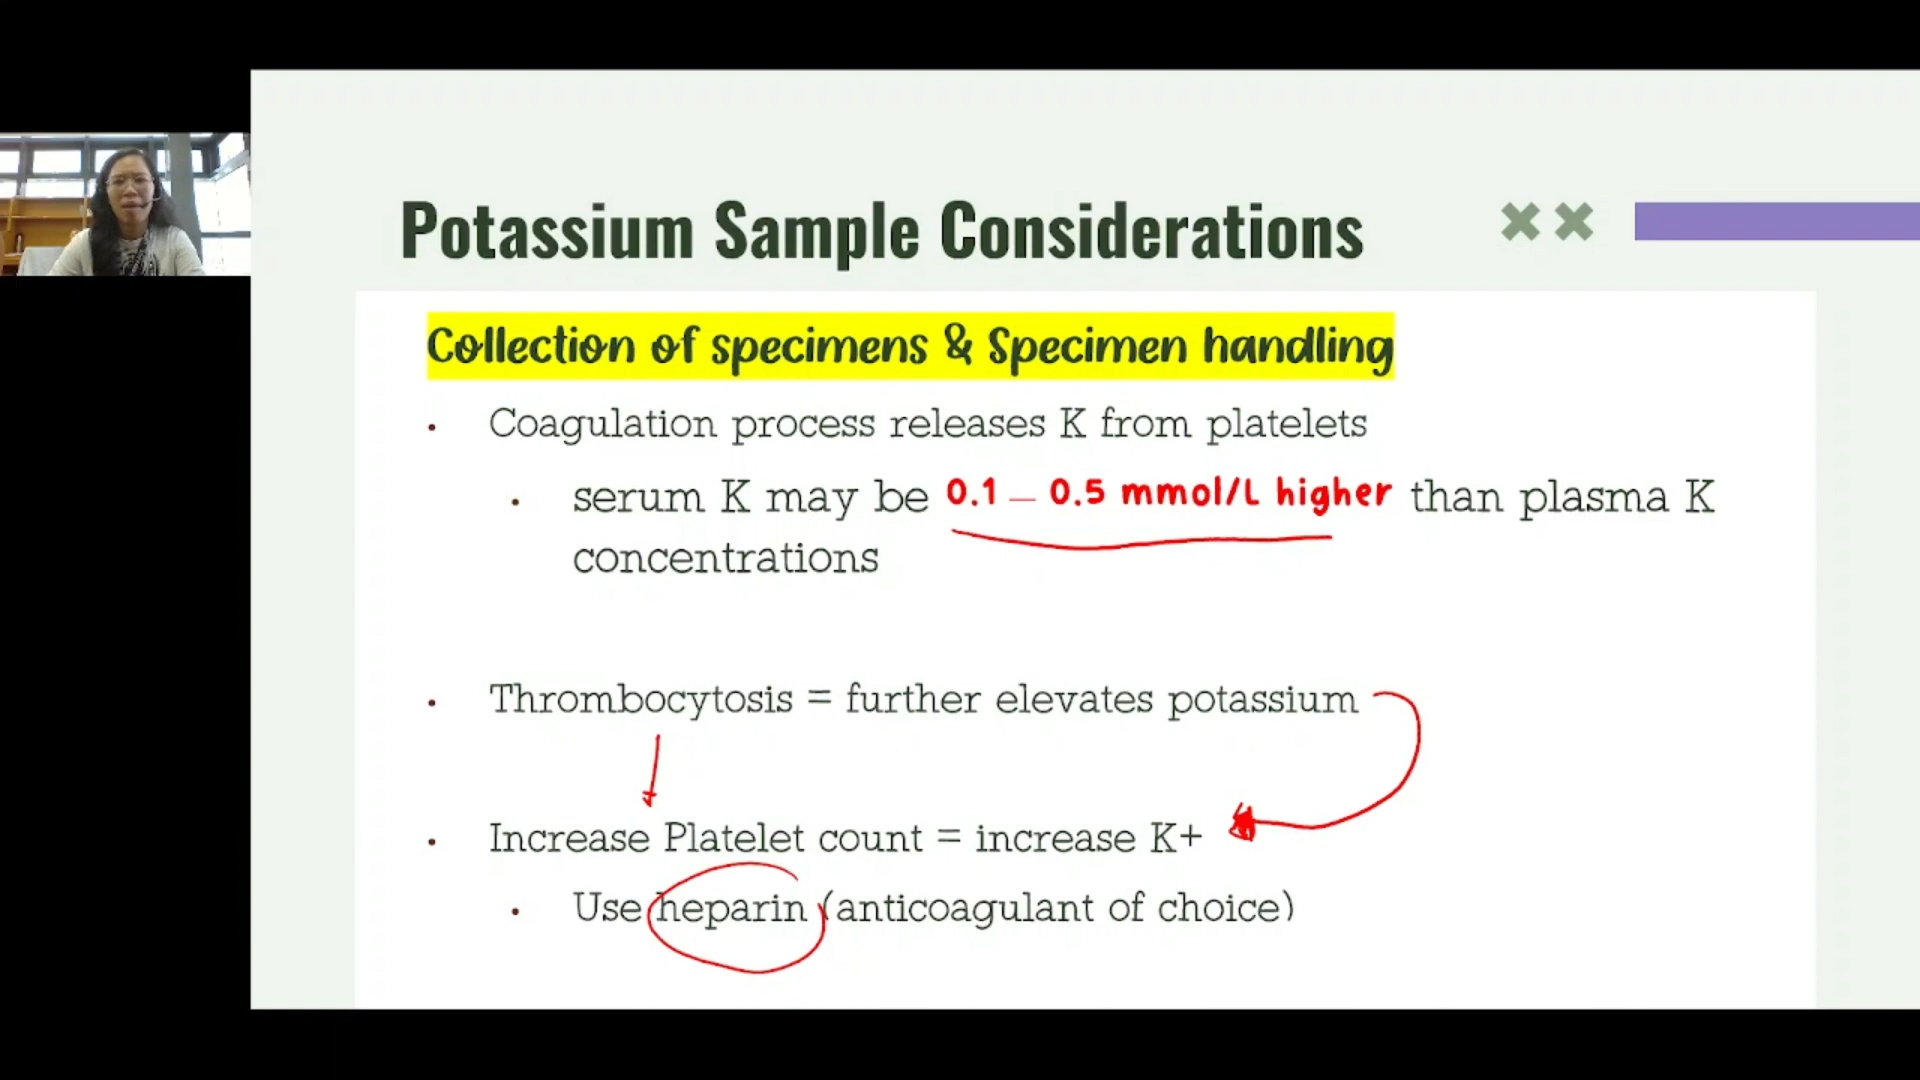 Potassium Sample Considerations
Collection of specimens & Specimen handling
• Coagulation process releases K from platelets
• serum K may be 0.1 – 0.5 mmol/L higher than plasma K
concentrations
• Thrombocytosis = further elevates potassium
• Increase Platelet count = increase K+
• Use heparin (anticoagulant of choice)